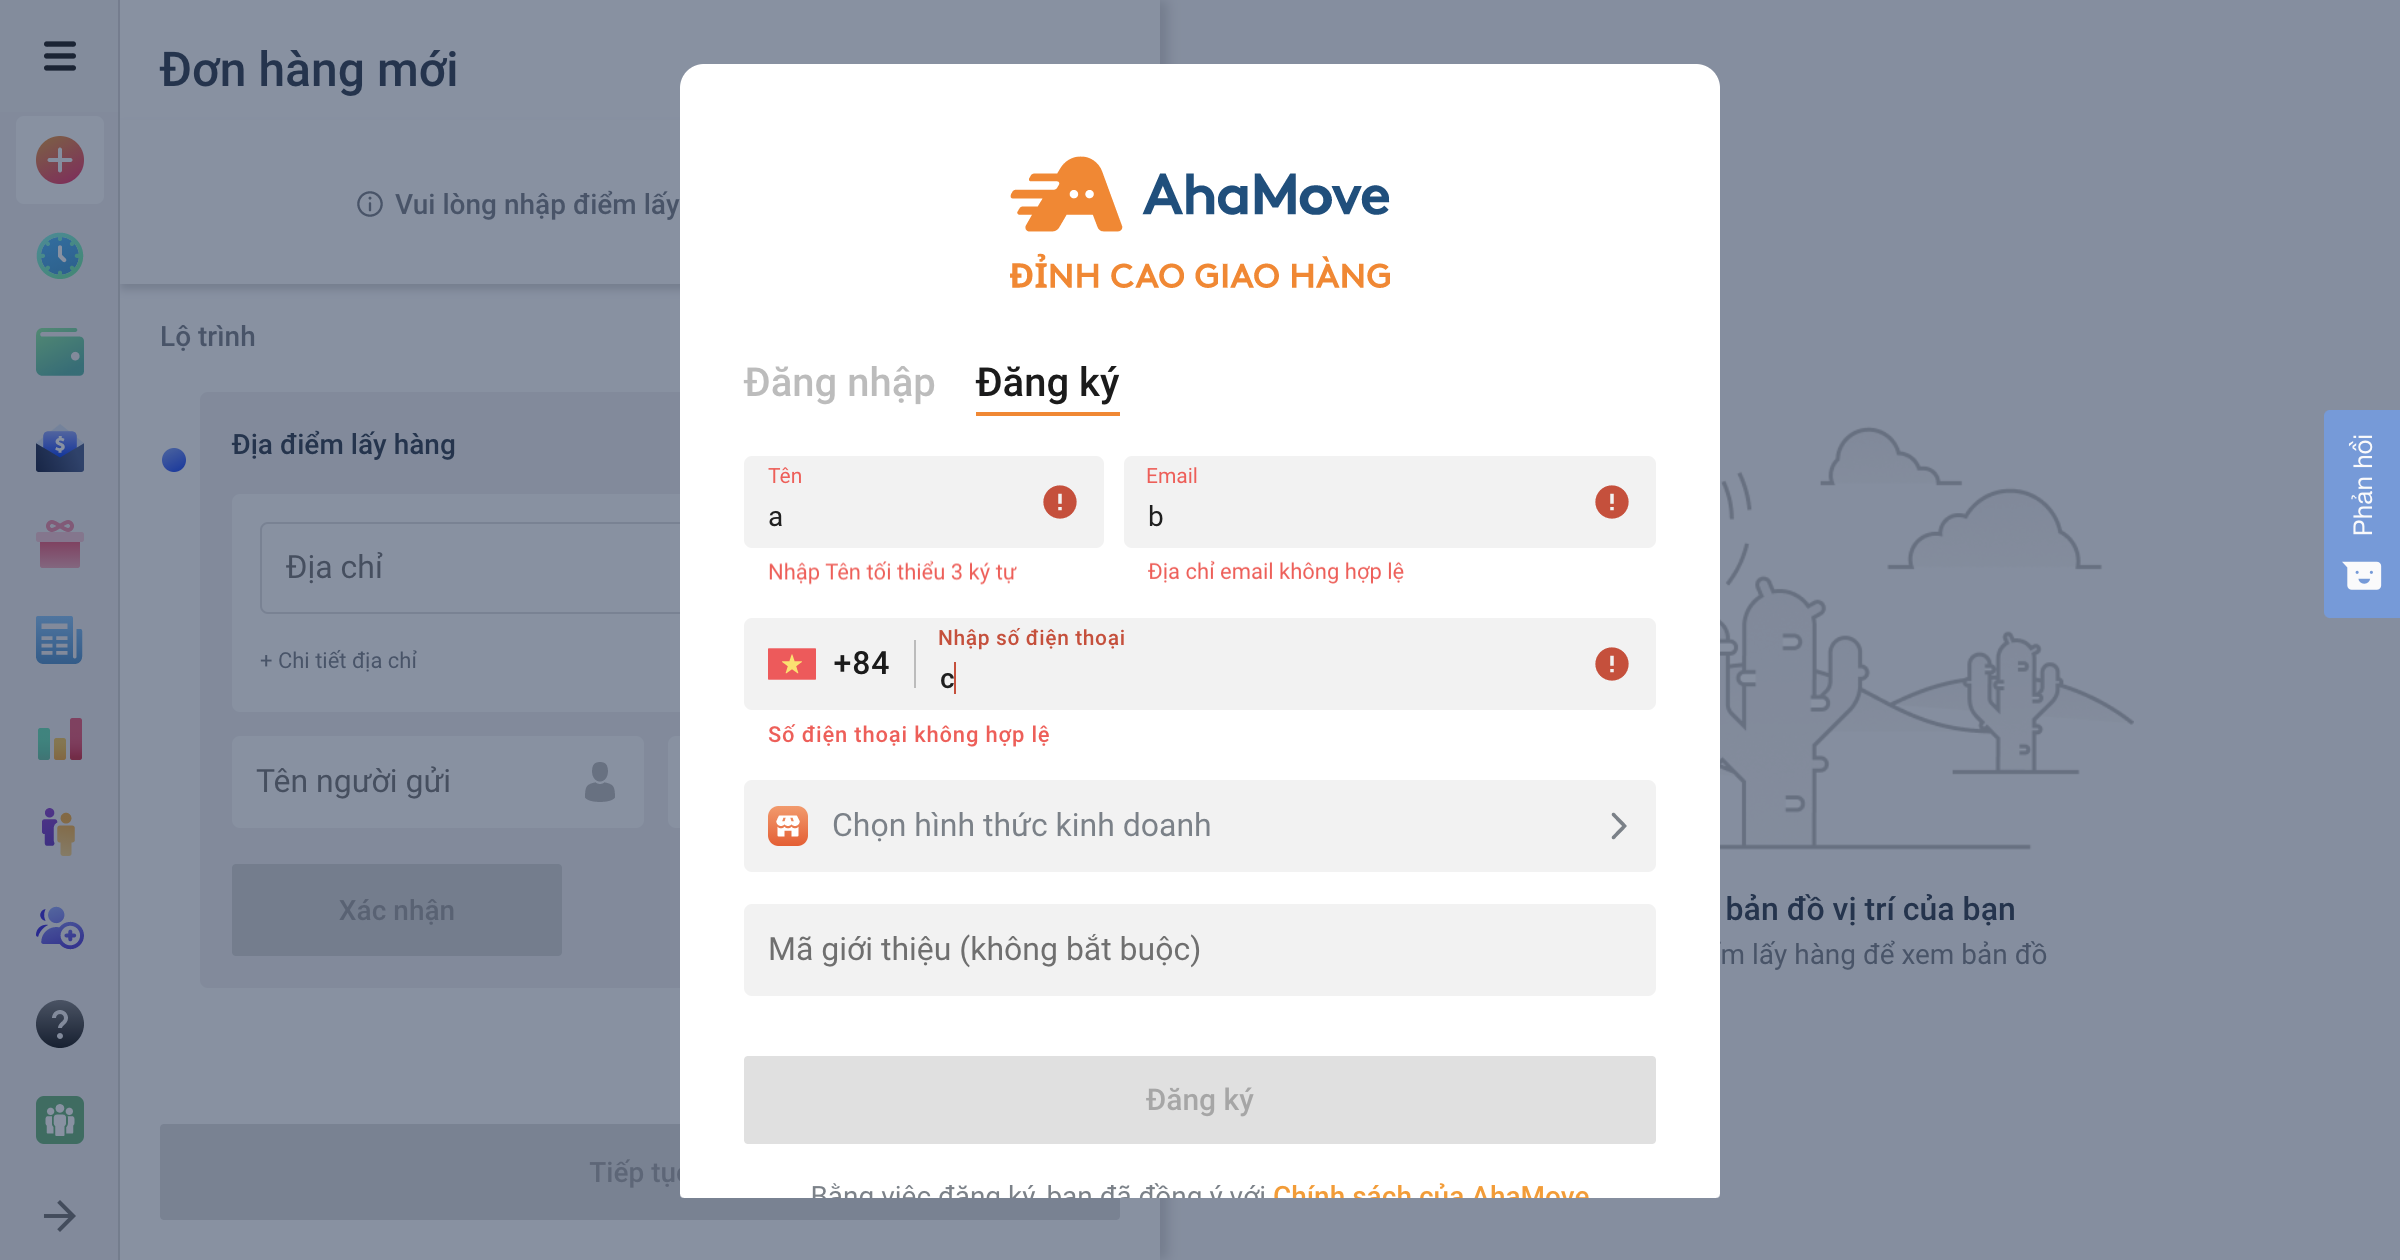 Đơn hàng mới
Vui lòng nhập điểm lấy
Lộ trình
Địa điểm lấy hàng
Địa chỉ
+ Chi tiết địa chỉ
Tên người gửi
Xác nhận
Tiếp tục
AhaMove
ĐỈNH CAO GIAO HÀNG
Đăng nhập Đăng ký
Tên
a
Nhập Tên tối thiểu 3 ký tự
Email
b
Địa chỉ email không hợp lệ
+84
Nhập số điện thoại
c
Số điện thoại không hợp lệ
Chọn hình thức kinh doanh
Mã giới thiệu (không bắt buộc)
Đăng ký
Bằng việc đăng ký, bạn đã đồng ý với Chính sách của AhaMove
bản đồ vị trí của bạn
lấy hàng để xem bản đồ
Phản hồi